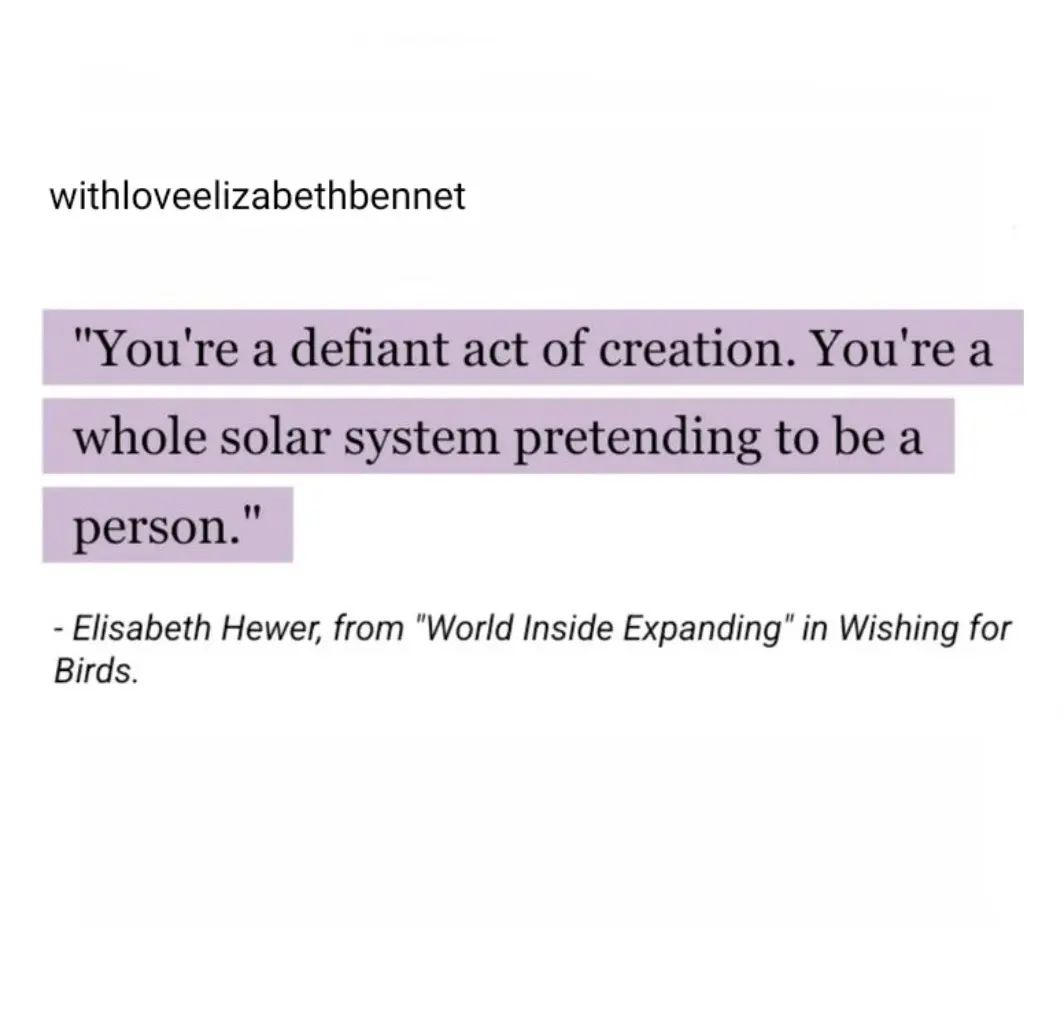 withloveelizabethbennet
"You're a defiant act of creation. You're a
whole solar system pretending to be a
person."
- Elisabeth Hewer, from "World Inside Expanding" in Wishing for
Birds.